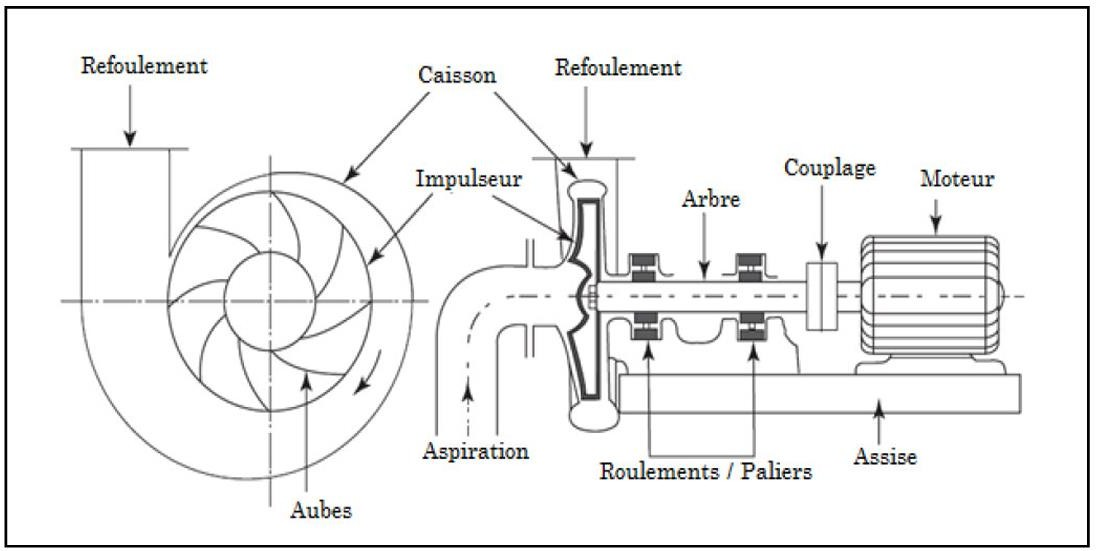 Refoulement
Caisson
Refoulement
Impulseur
Arbre
Couplage
Moteur
Aspiration
Roulements / Paliers
Assise
Aubes